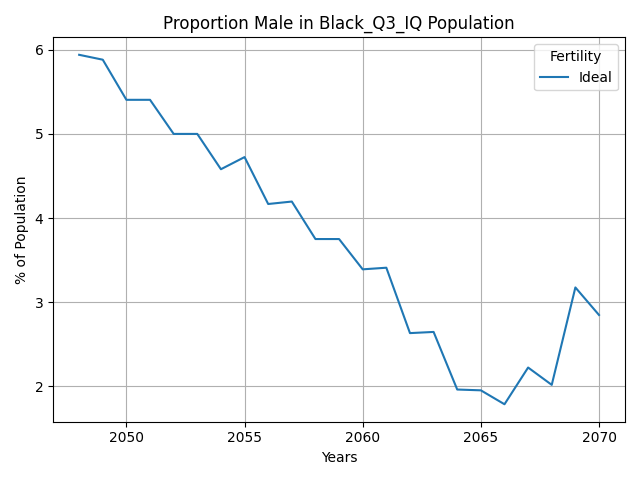 Proportion Male in Black_Q3_IQ Population
Fertility
Ideal
% of Population
6
5
4
3
2
2050 2055 2060 2065 2070
Years